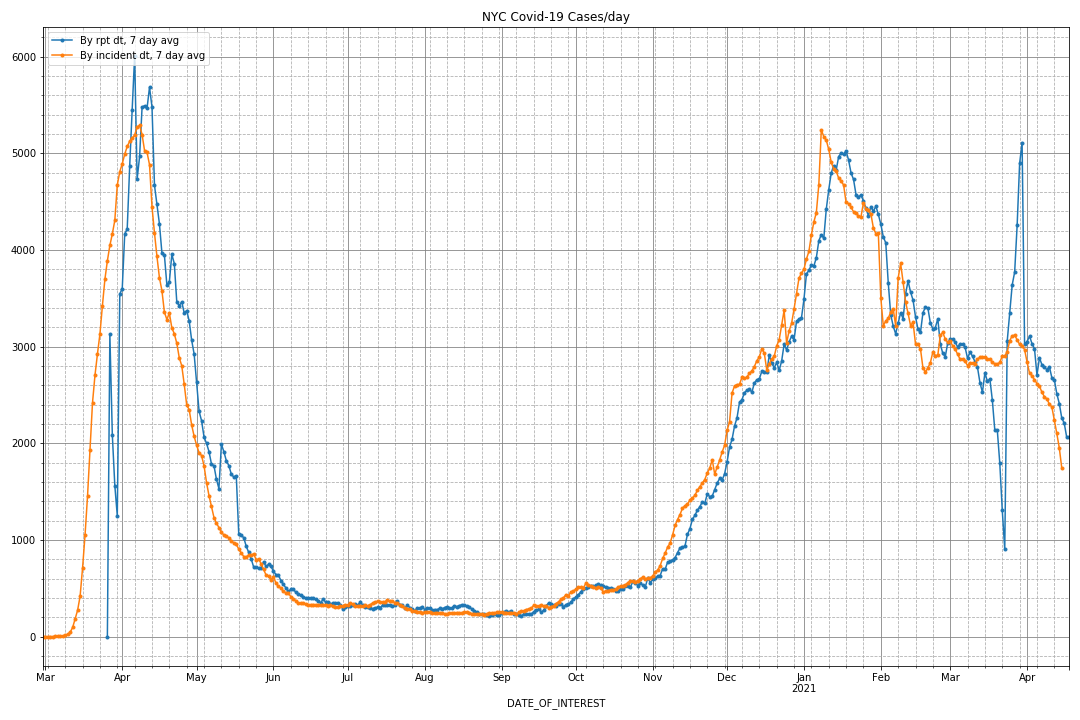 NYC Covid-19 Cases/day
By rpt dt, 7 day avg
By incident dt, 7 day avg
6000
5000
4000
3000
2000
1000
0
Mar Apr May Jun Jul Aug Sep Oct Nov Dec Jan Feb Mar Apr
2021
DATE_OF_INTEREST